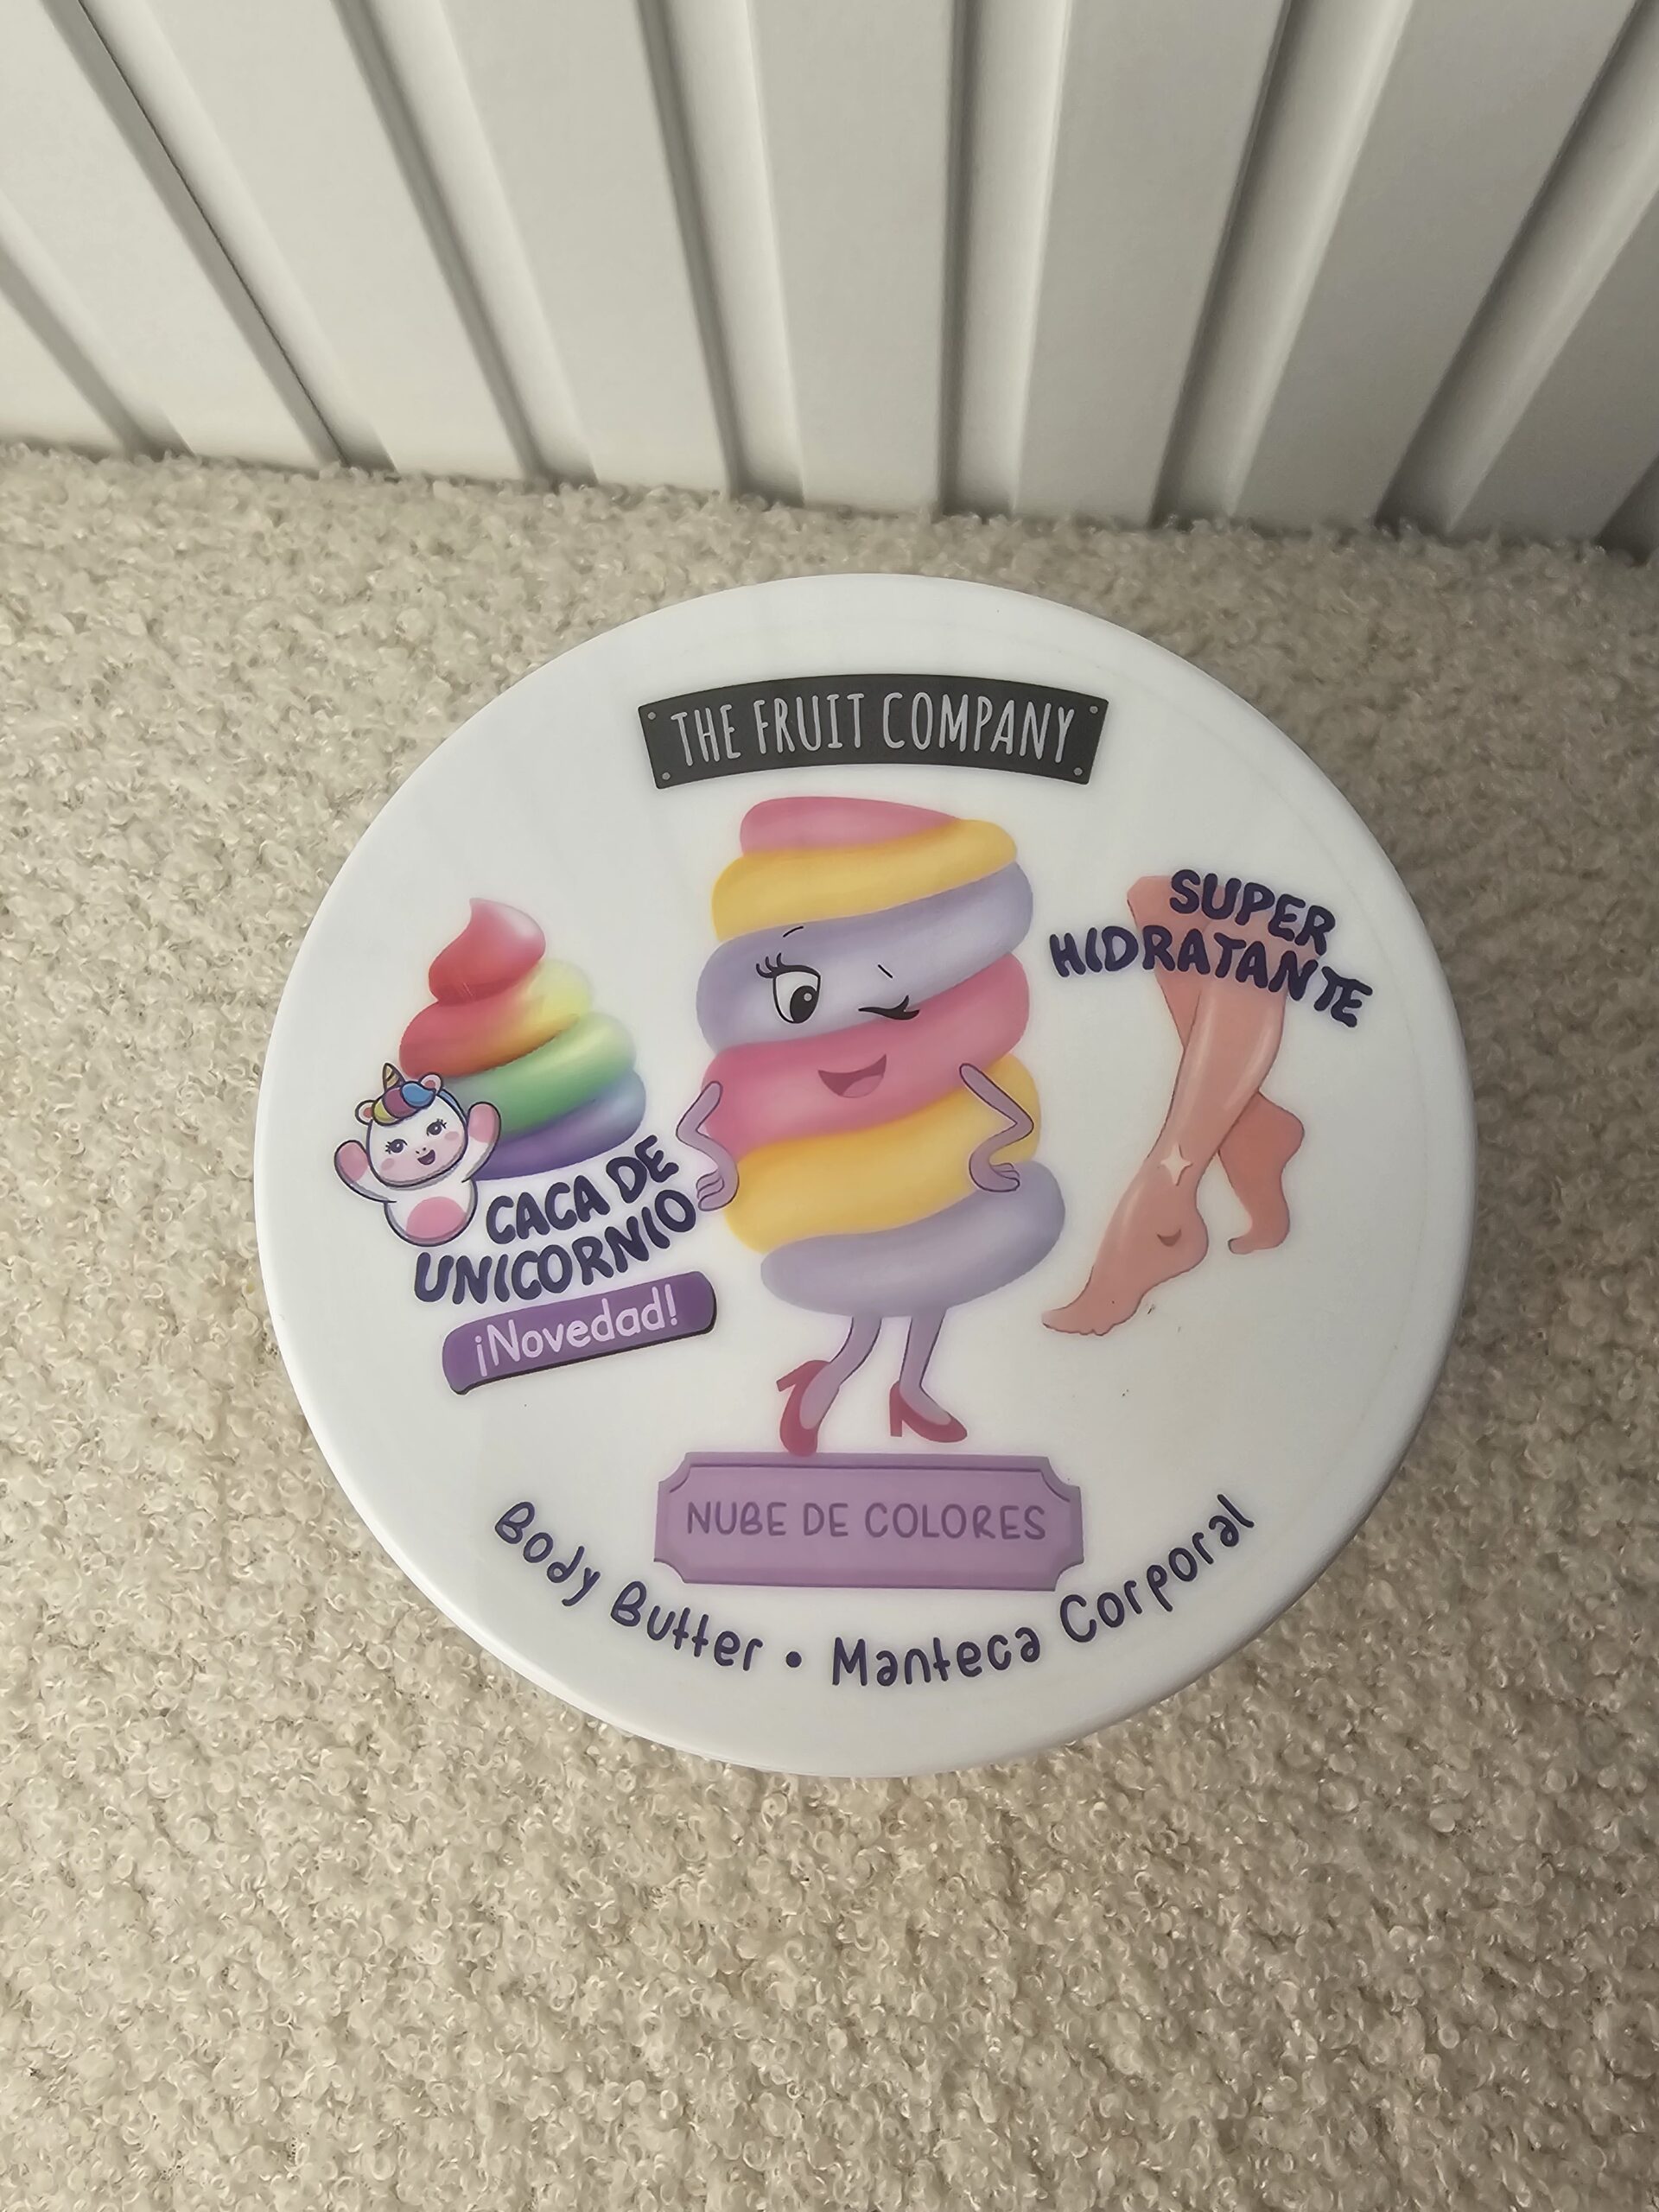 THE FRUIT COMPANY
SUPER
HIDRATANTE
CACA DE
UNICORNIO
¡Novedad!
NUBE DE COLORES
Body Butter • Manteca Corporal